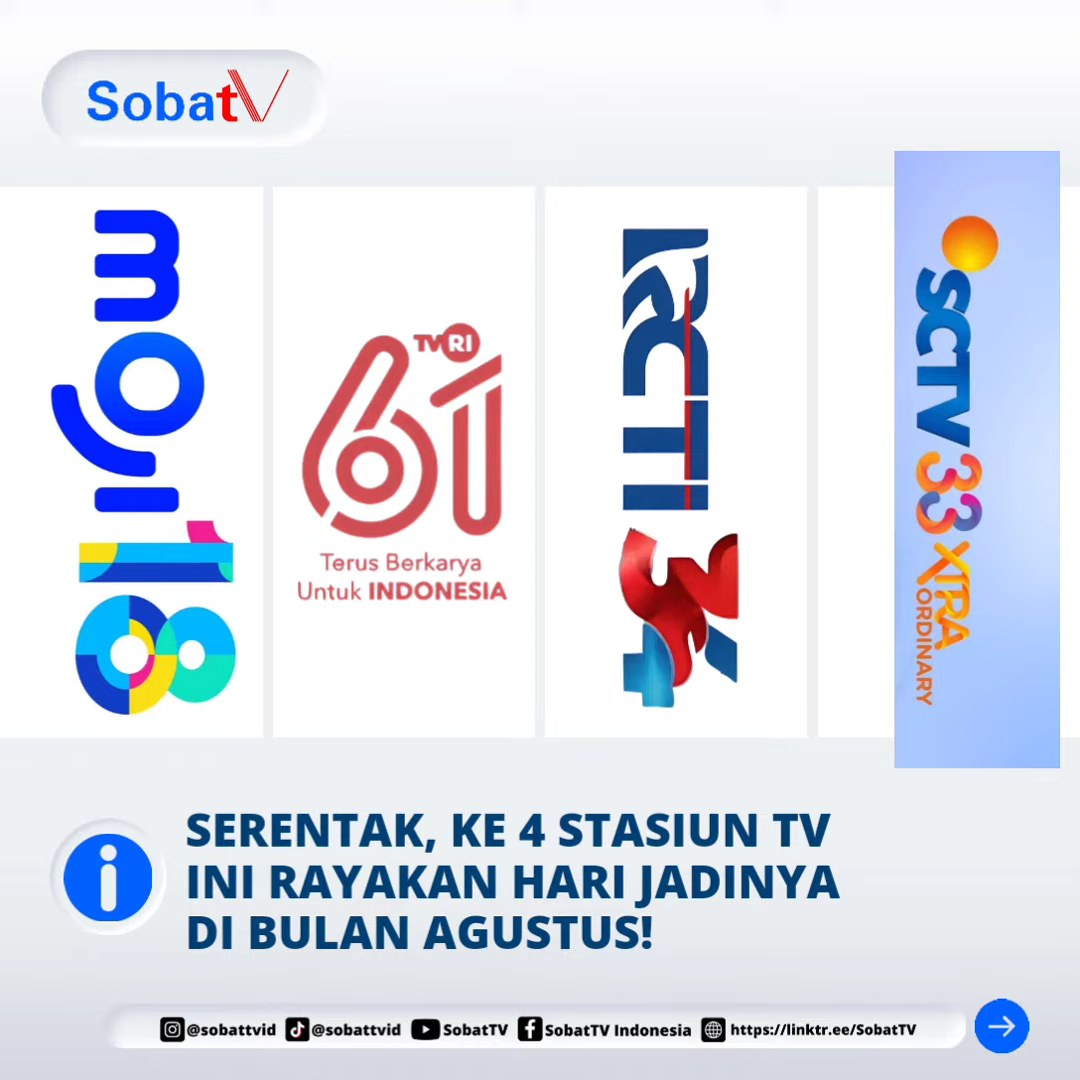 SobatV
moji 18
TVRI
61
Terus Berkarya
Untuk INDONESIA
RCTI 34
SCTV 33 XTRA
ORDINARY
SERENTAK, KE 4 STASIUN TV
INI RAYAKAN HARI JADINYA
DI BULAN AGUSTUS!
@sobattvid @sobattvid SobatTV SobatTV Indonesia https://linktr.ee/SobatTV